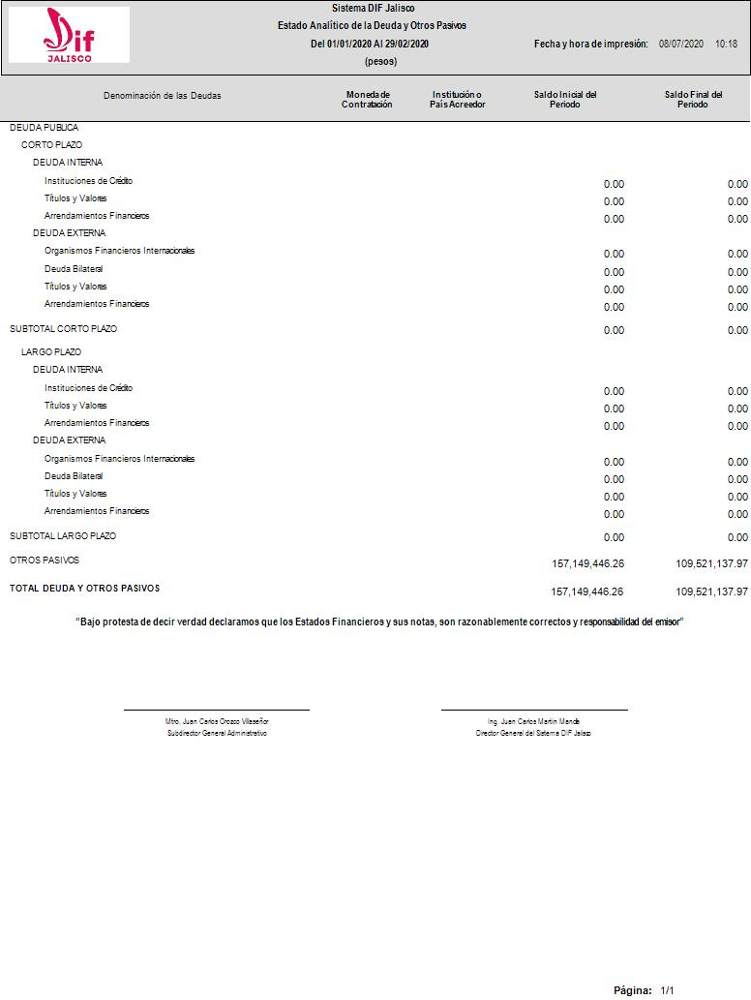 Dif
JALISCO
Sistema DIF Jalisco
Estado Analítico de la Deuda y Otros Pasivos
Del 01/01/2020 Al 29/02/2020
(pesos)
Fecha y hora de impresión: 08/07/2020 10:18
Denominación de las Deudas
Moneda de Contratación
Institución o País Acreedor
Saldo Inicial del Periodo
Saldo Final del Periodo
DEUDA PUBLICA
CORTO PLAZO
DEUDA INTERNA
Instituciones de Crédito 0.00 0.00
Títulos y Valores 0.00 0.00
Arrendamientos Financieros 0.00 0.00
DEUDA EXTERNA
Organismos Financieros Internacionales 0.00 0.00
Deuda Bilateral 0.00 0.00
Títulos y Valores 0.00 0.00
Arrendamientos Financieros 0.00 0.00
SUBTOTAL CORTO PLAZO 0.00 0.00
LARGO PLAZO
DEUDA INTERNA
Instituciones de Crédito 0.00 0.00
Títulos y Valores 0.00 0.00
Arrendamientos Financieros 0.00 0.00
DEUDA EXTERNA
Organismos Financieros Internacionales 0.00 0.00
Deuda Bilateral 0.00 0.00
Títulos y Valores 0.00 0.00
Arrendamientos Financieros 0.00 0.00
SUBTOTAL LARGO PLAZO 0.00 0.00
OTROS PASIVOS 157,149,446.26 109,521,137.97
TOTAL DEUDA Y OTROS PASIVOS 157,149,446.26 109,521,137.97
“Bajo protesta de decir verdad declaramos que los Estados Financieros y sus notas, son razonablemente correctos y responsabilidad del emisor”
Mtro. Juan Carlos Orozco Villaseñor
Subdirector General Administrativo
Ing. Juan Carlos Martín Mancilla
Director General del Sistema DIF Jalisco
Página: 1/1